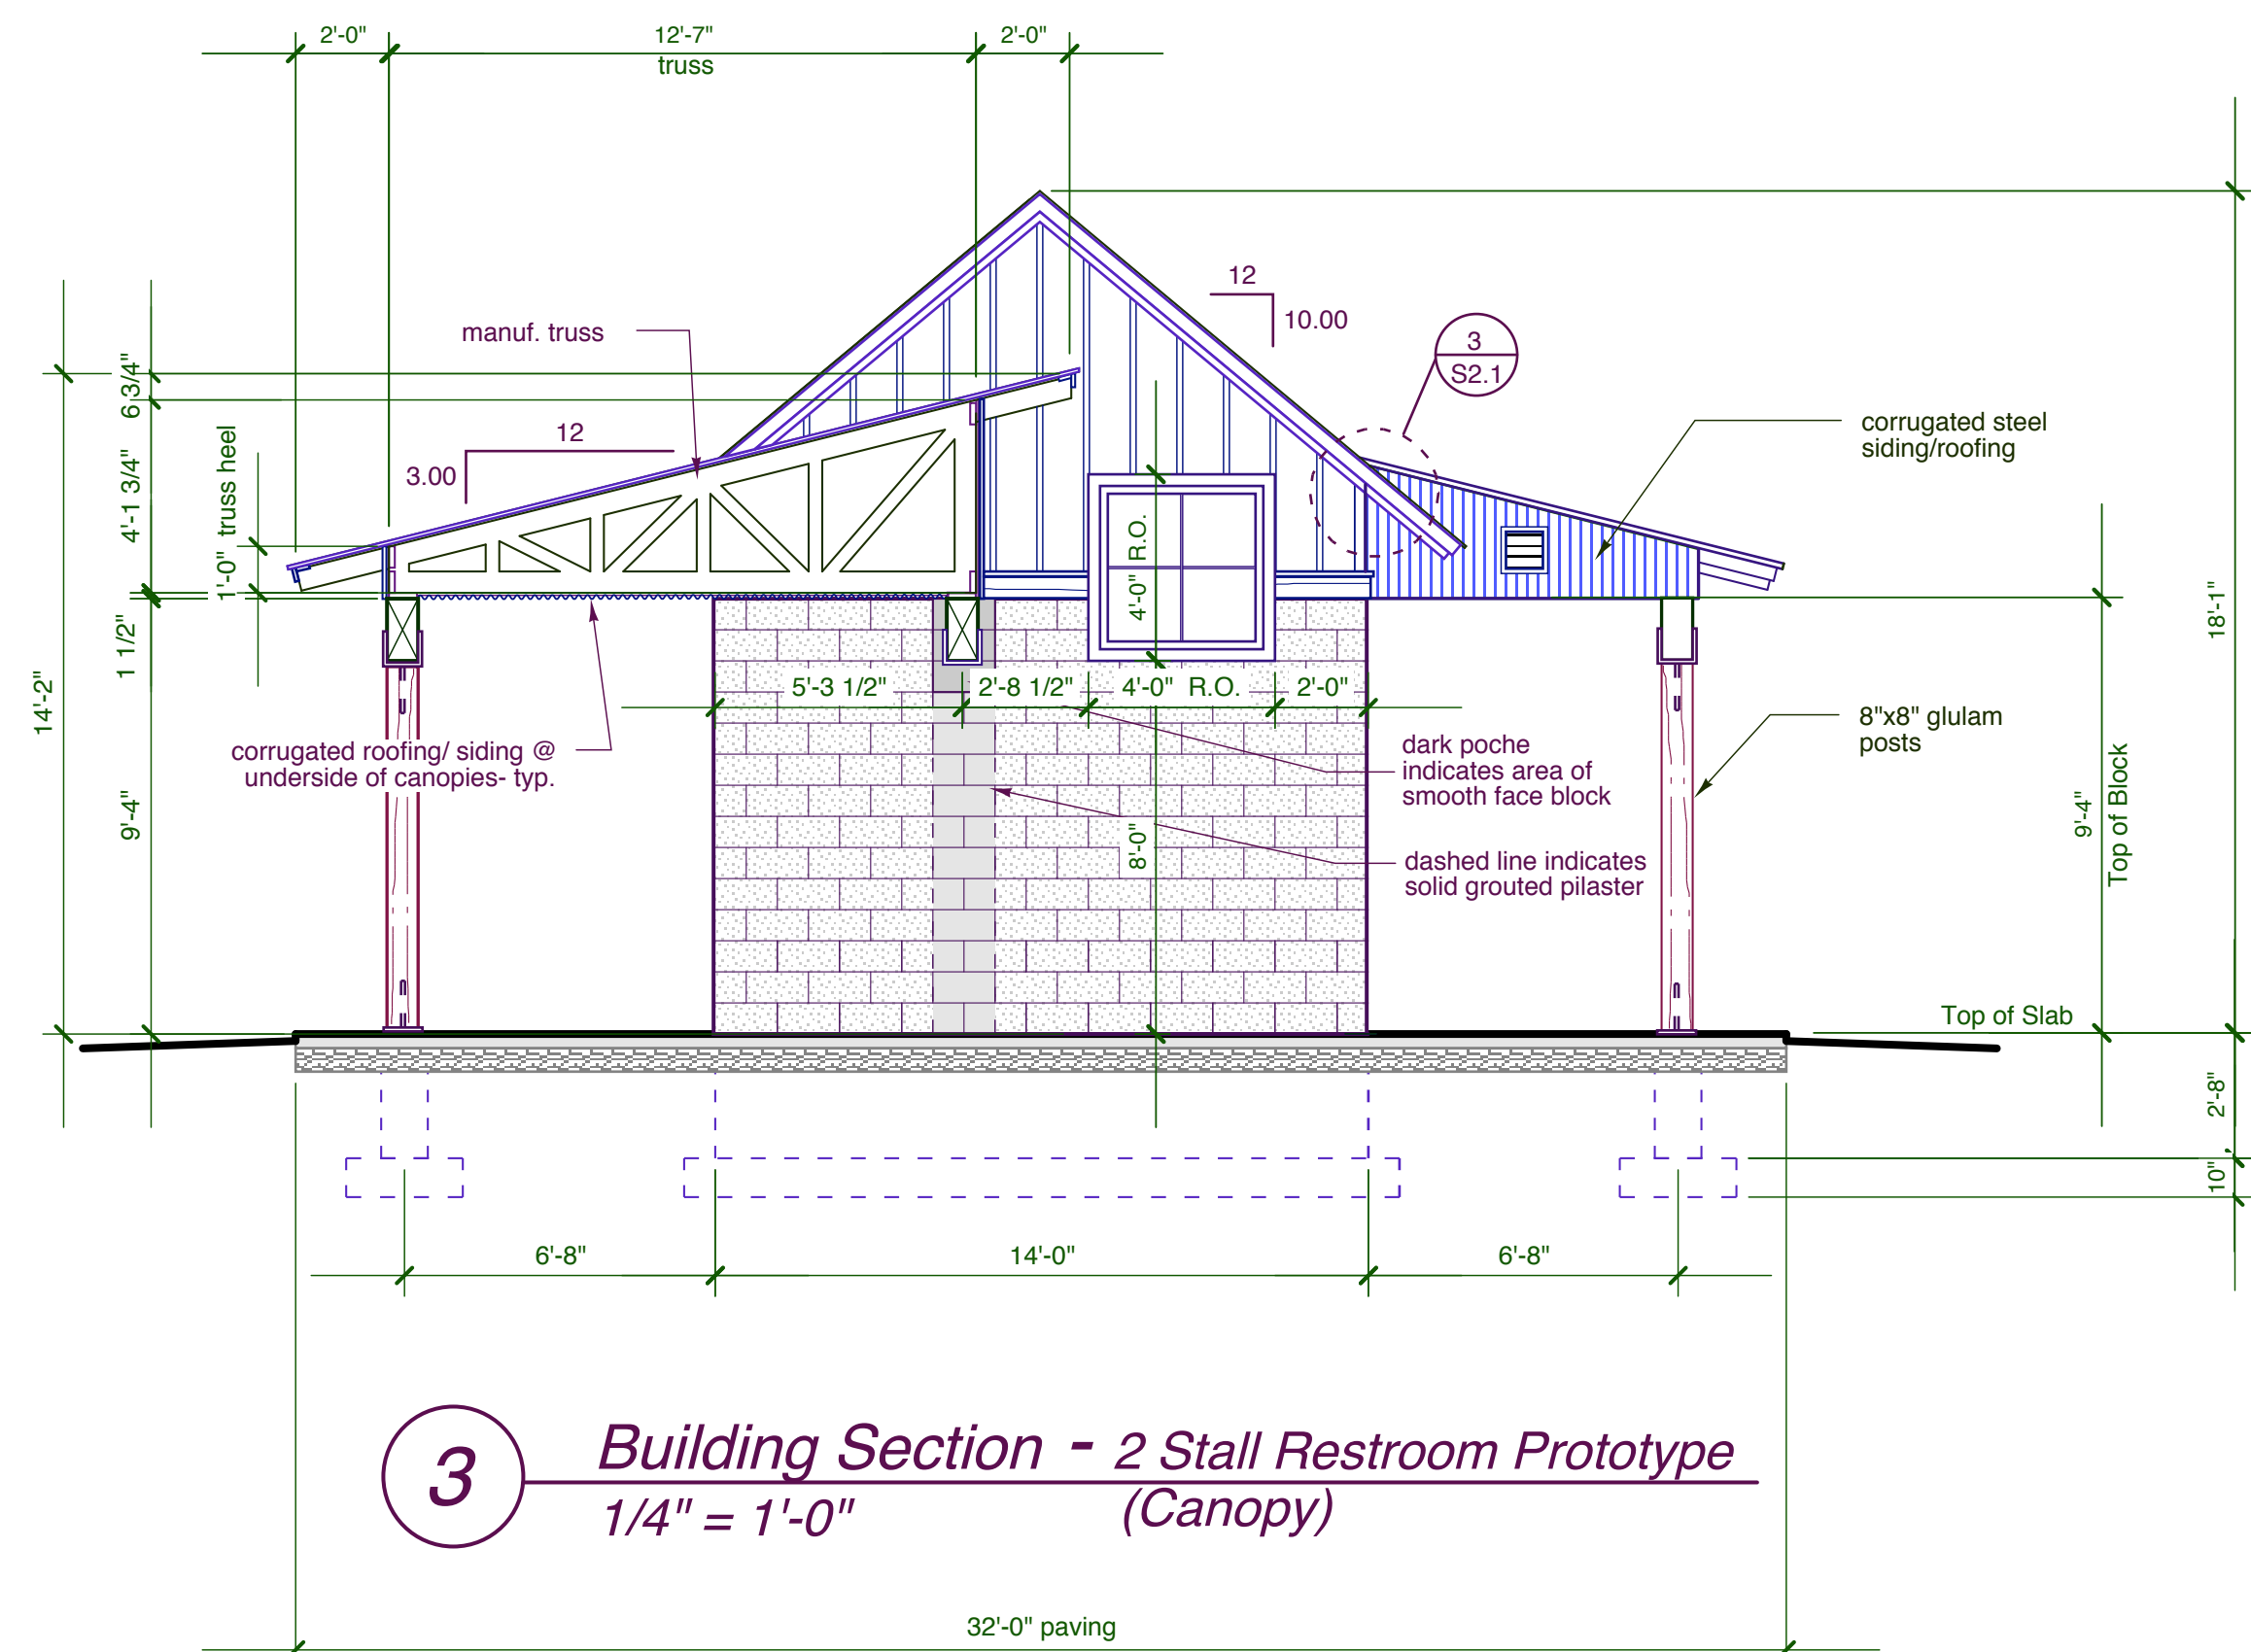 2'-0" 12'-7" 2'-0"
truss
12
10.00
manuf. truss
3
S2.1
6 3/4"
12
3.00
corrugated steel
siding/roofing
4'-1 3/4"
1'-0" truss heel
4'-0" R.O.
18'-1"
1 1/2"
14'-2"
5'-3 1/2" 2'-8 1/2" 4'-0" R.O. 2'-0"
8"x8" glulam
posts
corrugated roofing/ siding @
underside of canopies- typ.
dark poche
indicates area of
smooth face block
9'-4"
8'-0"
9'-4"
Top of Block
dashed line indicates
solid grouted pilaster
Top of Slab
2'-8"
10"
6'-8" 14'-0" 6'-8"
3
Building Section - 2 Stall Restroom Prototype
1/4" = 1'-0" (Canopy)
32'-0" paving